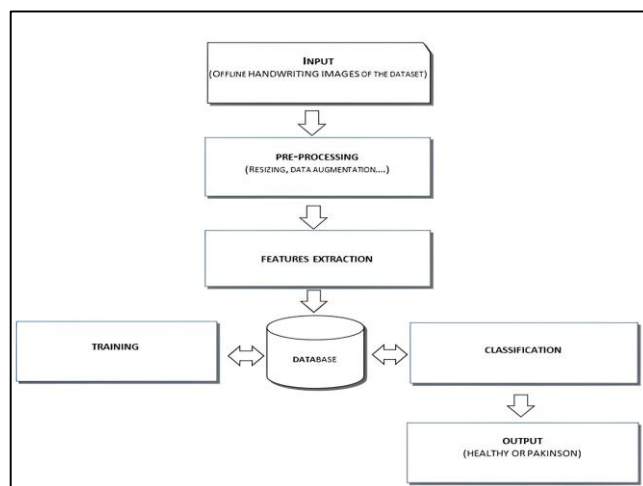 INPUT
(OFFLINE HANDWRITING IMAGES OF THE DATASET)
PRE-PROCESSING
(RESIZING, DATA AUGMENTATION....)
FEATURES EXTRACTION
TRAINING
DATABASE
CLASSIFICATION
OUTPUT
(HEALTHY OR PAKINSON)